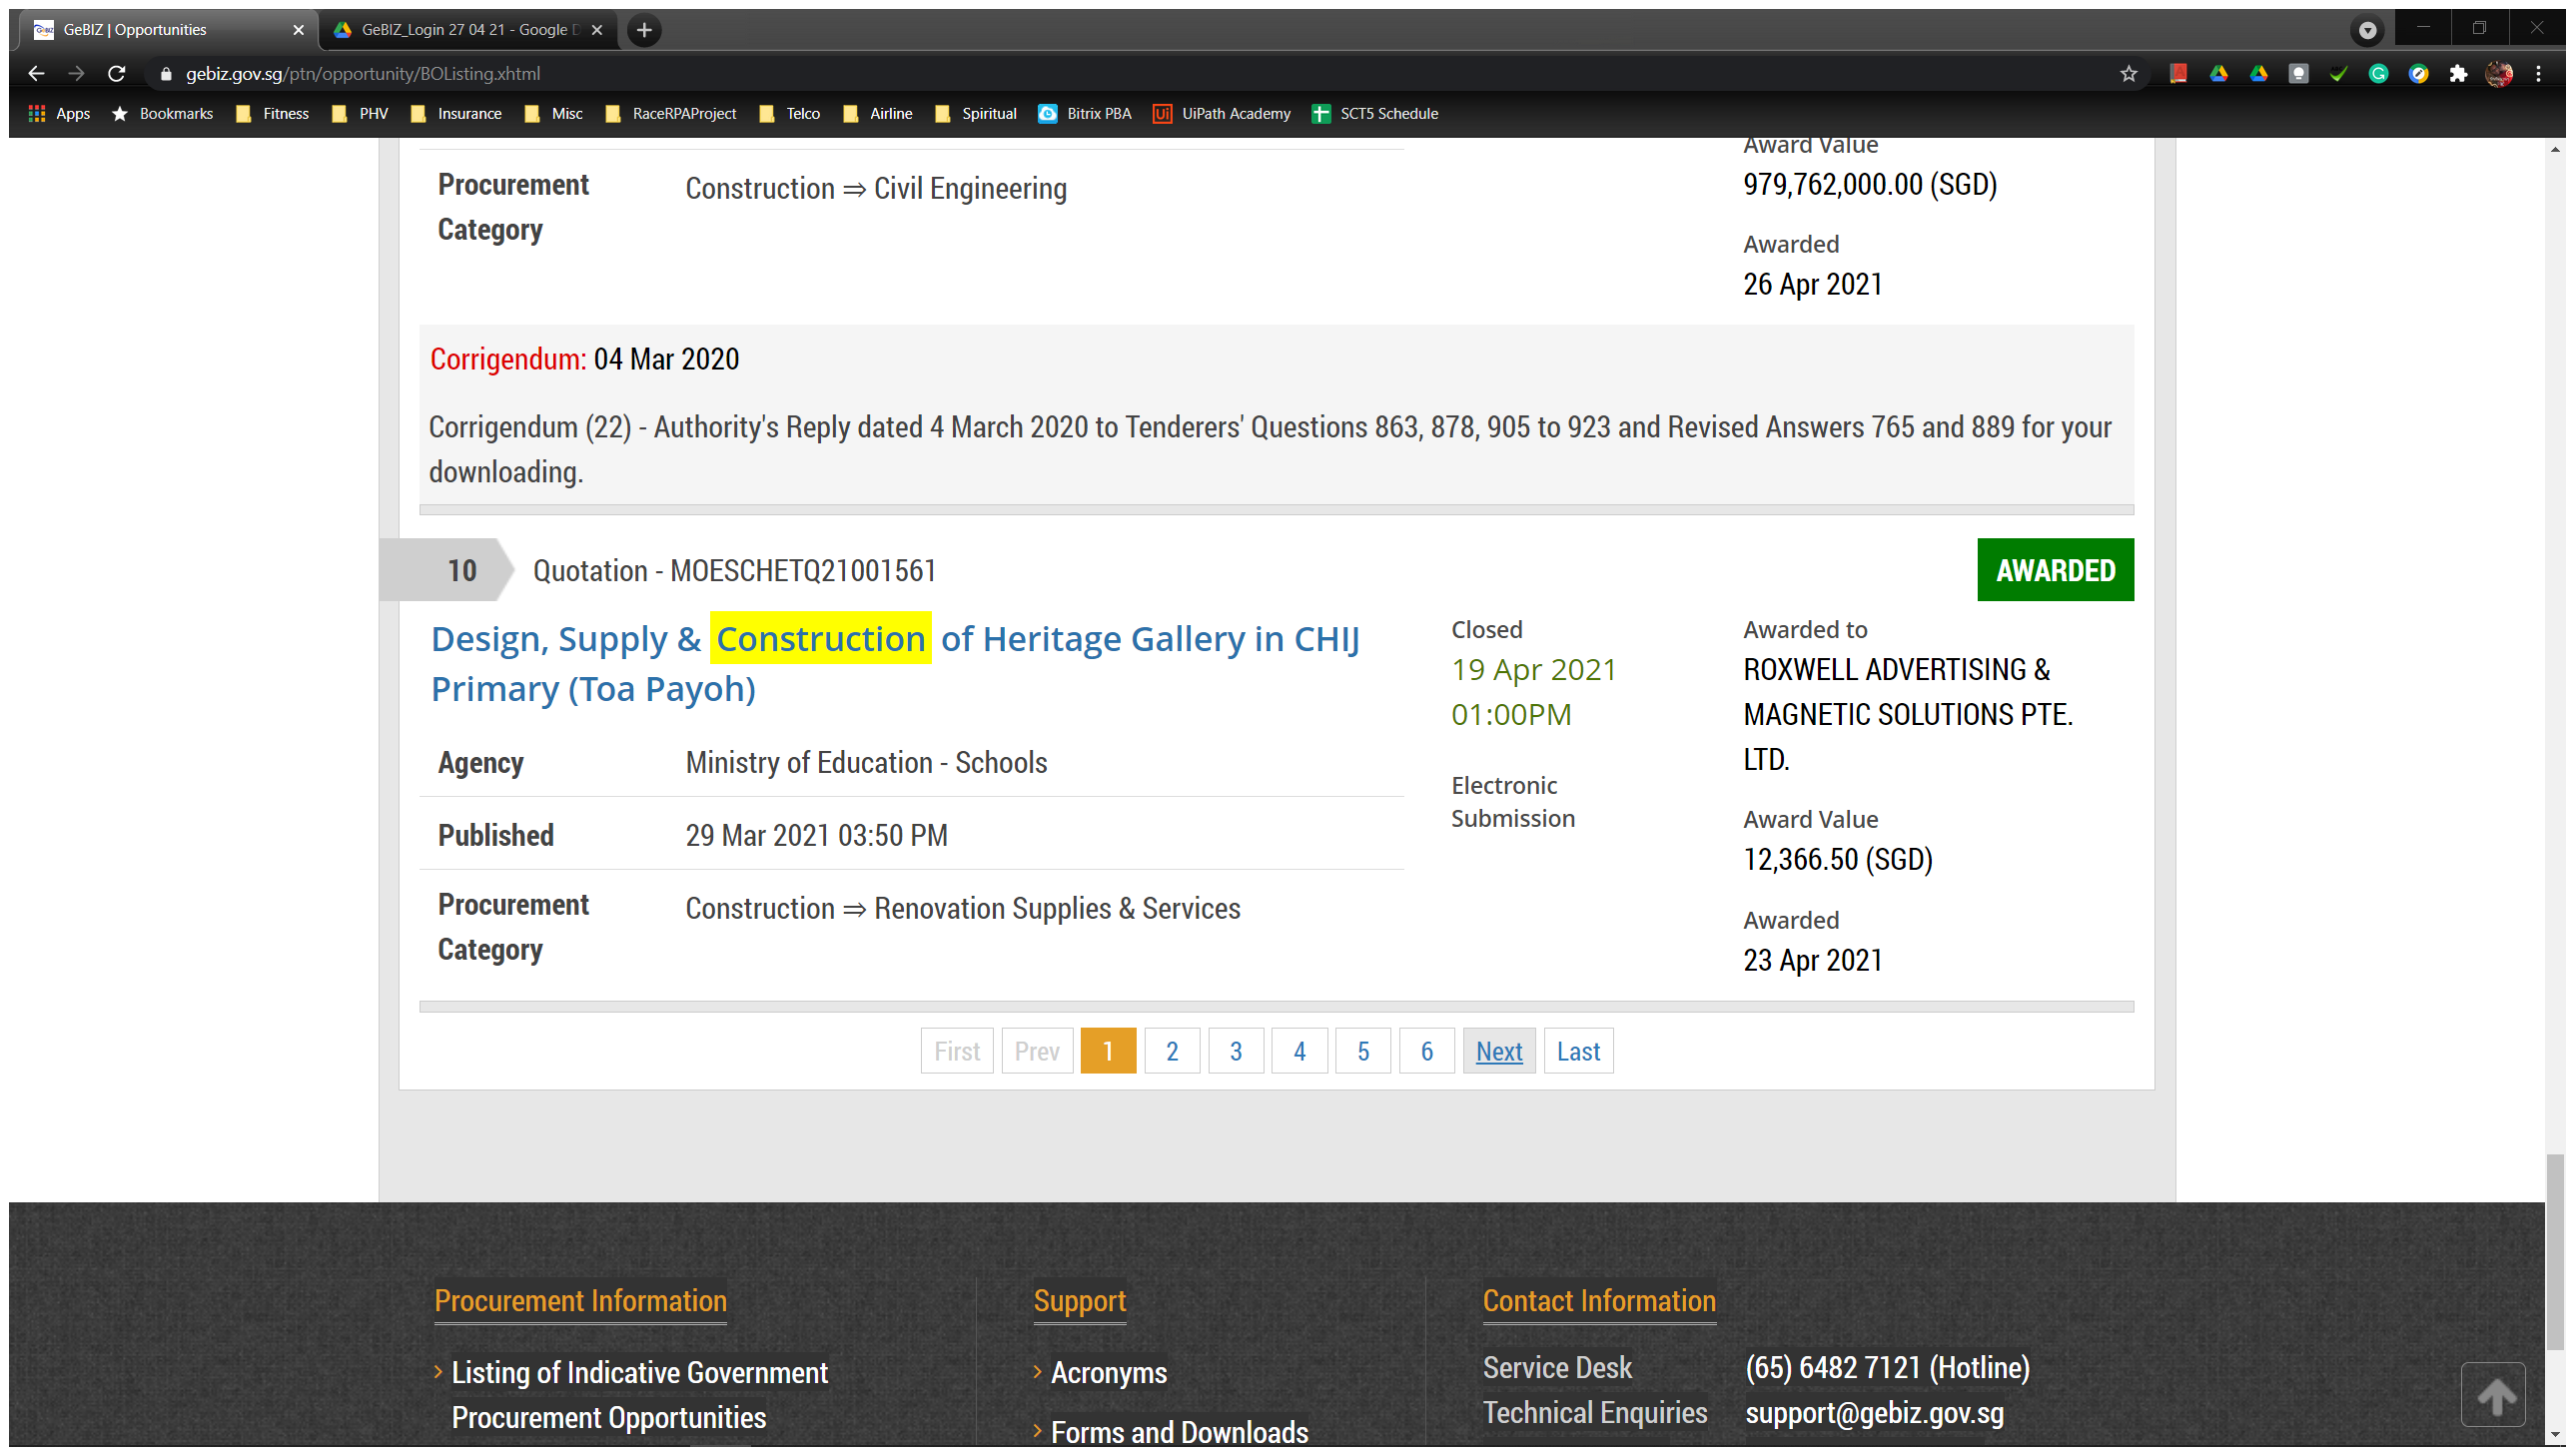 GeBIZ | Opportunities
GeBIZ_Login 27 04 21 - Google D
gebiz.gov.sg/ptn/opportunity/BOListing.xhtml
Apps Bookmarks Fitness PHV Insurance Misc RaceRPAProject Telco Airline Spiritual Bitrix PBA UiPath Academy SCT5 Schedule
Award Value
Procurement Category
Construction ⇒ Civil Engineering
979,762,000.00 (SGD)
Awarded
26 Apr 2021
Corrigendum: 04 Mar 2020
Corrigendum (22) - Authority's Reply dated 4 March 2020 to Tenderers' Questions 863, 878, 905 to 923 and Revised Answers 765 and 889 for your
downloading.
10 Quotation - MOESCHETQ21001561
AWARDED
Design, Supply & Construction of Heritage Gallery in CHIJ
Primary (Toa Payoh)
Agency Ministry of Education - Schools
Published 29 Mar 2021 03:50 PM
Procurement
Category
Construction ⇒ Renovation Supplies & Services
Closed
19 Apr 2021
01:00PM
Electronic
Submission
Awarded to
ROXWELL ADVERTISING &
MAGNETIC SOLUTIONS PTE.
LTD.
Award Value
12,366.50 (SGD)
Awarded
23 Apr 2021
First Prev 1 2 3 4 5 6 Next Last
Procurement Information
Listing of Indicative Government
Procurement Opportunities
Support
Acronyms
Forms and Downloads
Contact Information
Service Desk (65) 6482 7121 (Hotline)
Technical Enquiries support@gebiz.gov.sg